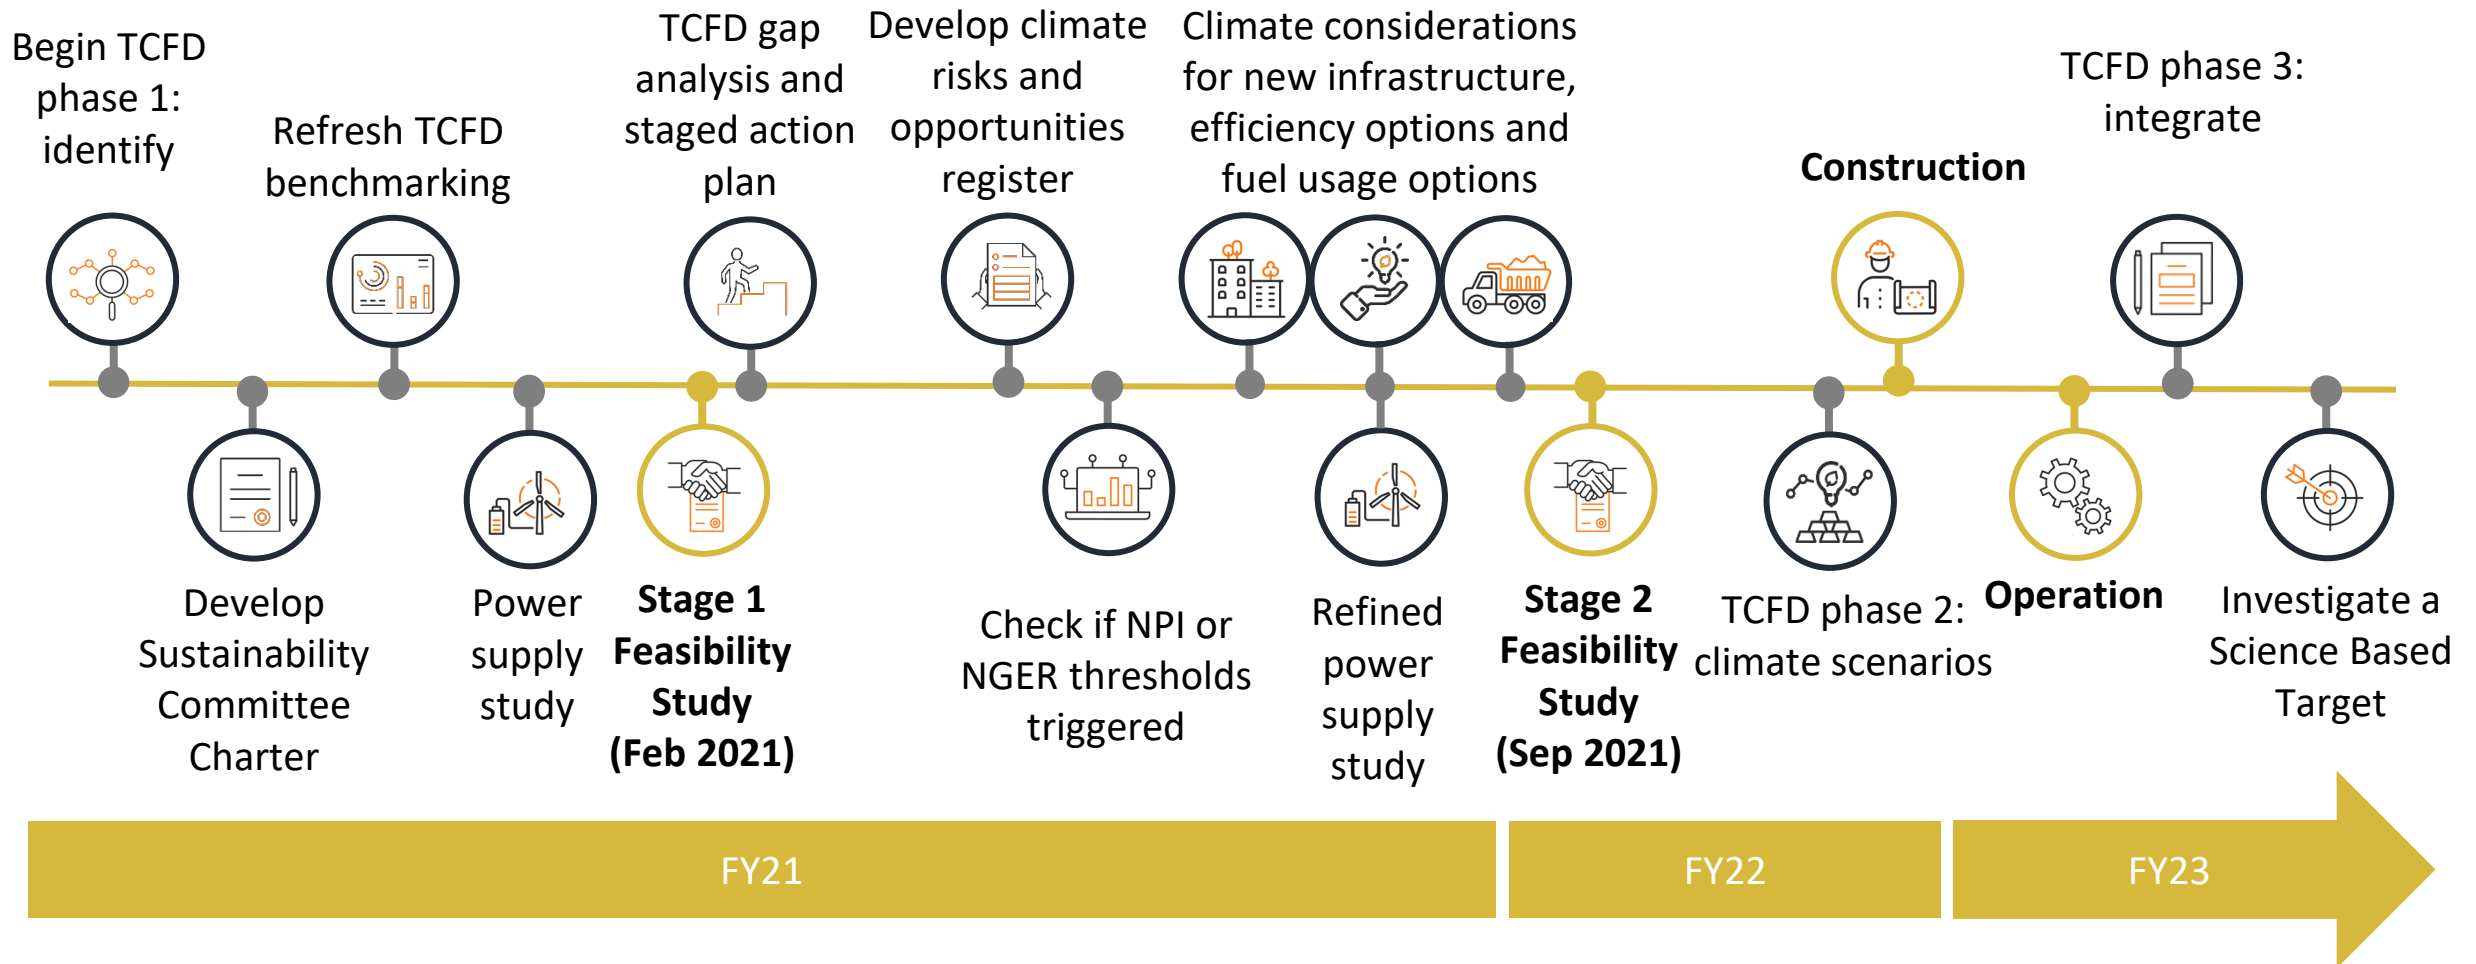 Begin TCFD
phase 1:
identify
Refresh TCFD
benchmarking
TCFD gap
analysis and
staged action
plan
Develop climate
risks and
opportunities
register
Climate considerations
for new infrastructure,
efficiency options and
fuel usage options
Construction
TCFD phase 3:
integrate
Develop
Sustainability
Committee
Charter
Power
supply
study
Stage 1
Feasibility
Study
(Feb 2021)
Check if NPI or
NGER thresholds
triggered
Refined
power
supply
study
Stage 2
Feasibility
Study
(Sep 2021)
TCFD phase 2:
climate scenarios
Operation
Investigate a
Science Based
Target
FY21
FY22
FY23